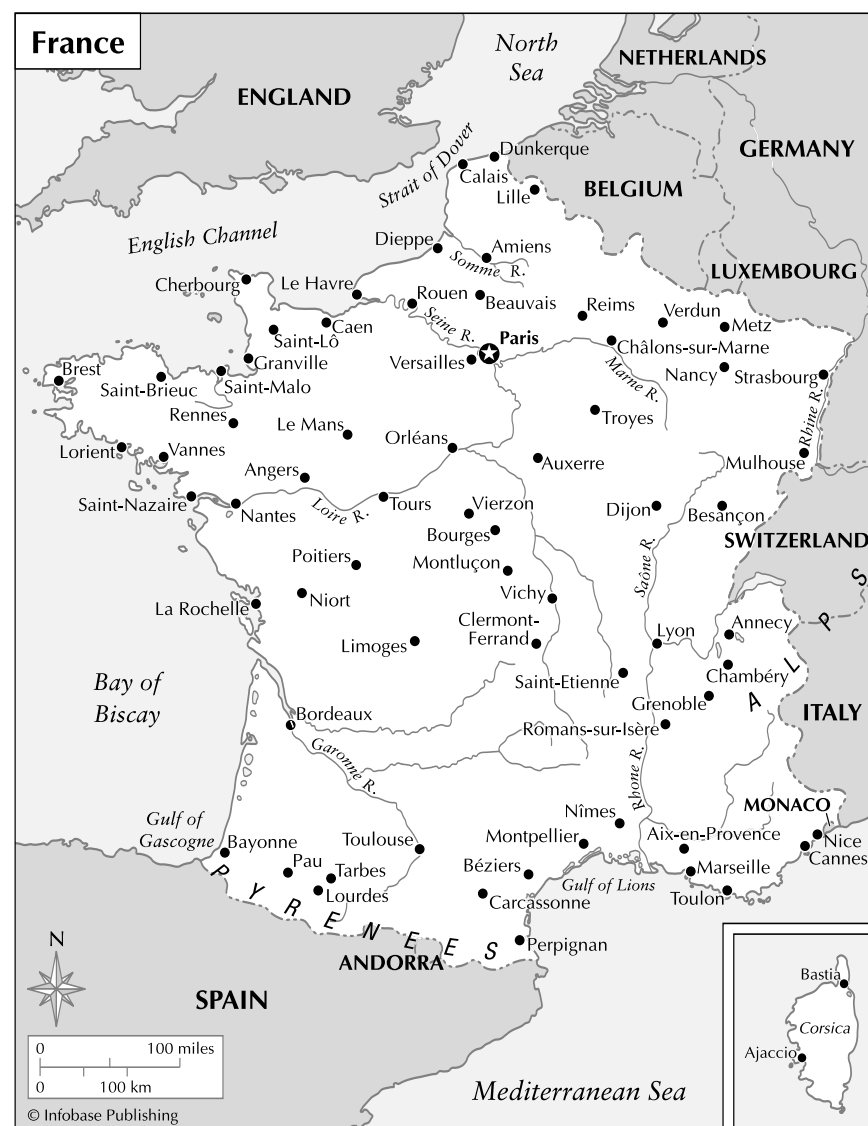 France
North
Sea
NETHERLANDS
ENGLAND
GERMANY
Strait of Dover
Dunkerque
Calais
Lille
BELGIUM
English Channel
Dieppe
Amiens
Somme R.
LUXEMBOURG
Cherbourg
Le Havre
Rouen
Beauvais
Reims
Verdun
Metz
Seine R.
Saint-Lô
Caen
Paris
Châlons-sur-Marne
Granville
Versailles
Marne R.
Nancy
Strasbourg
Brest
Saint-Brieuc
Saint-Malo
Rhine R.
Rennes
Le Mans
Orléans
Troyes
Lorient
Vannes
Auxerre
Mulhouse
Angers
Saint-Nazaire
Nantes
Loire R.
Tours
Vierzon
Dijon
Besançon
Bourges
SWITZERLAND
Poitiers
Montluçon
Saône R.
Niort
Vichy
La Rochelle
Clermont-
Ferrand
Lyon
Annecy
Limoges
Chambéry
Saint-Etienne
ALPS
Bay of
Biscay
Grenoble
Bordeaux
Romans-sur-Isère
ITALY
Garonne R.
Rhone R.
MONACO
Gulf of
Gascogne
Nîmes
Bayonne
Toulouse
Montpellier
Aix-en-Provence
Nice
Cannes
Pau
Tarbes
Béziers
Marseille
Lourdes
Gulf of Lions
Toulon
Carcassonne
PYRENEES
Perpignan
ANDORRA
N
SPAIN
Bastia
Corsica
Ajaccio
0 100 miles
0 100 km
Mediterranean Sea
© Infobase Publishing